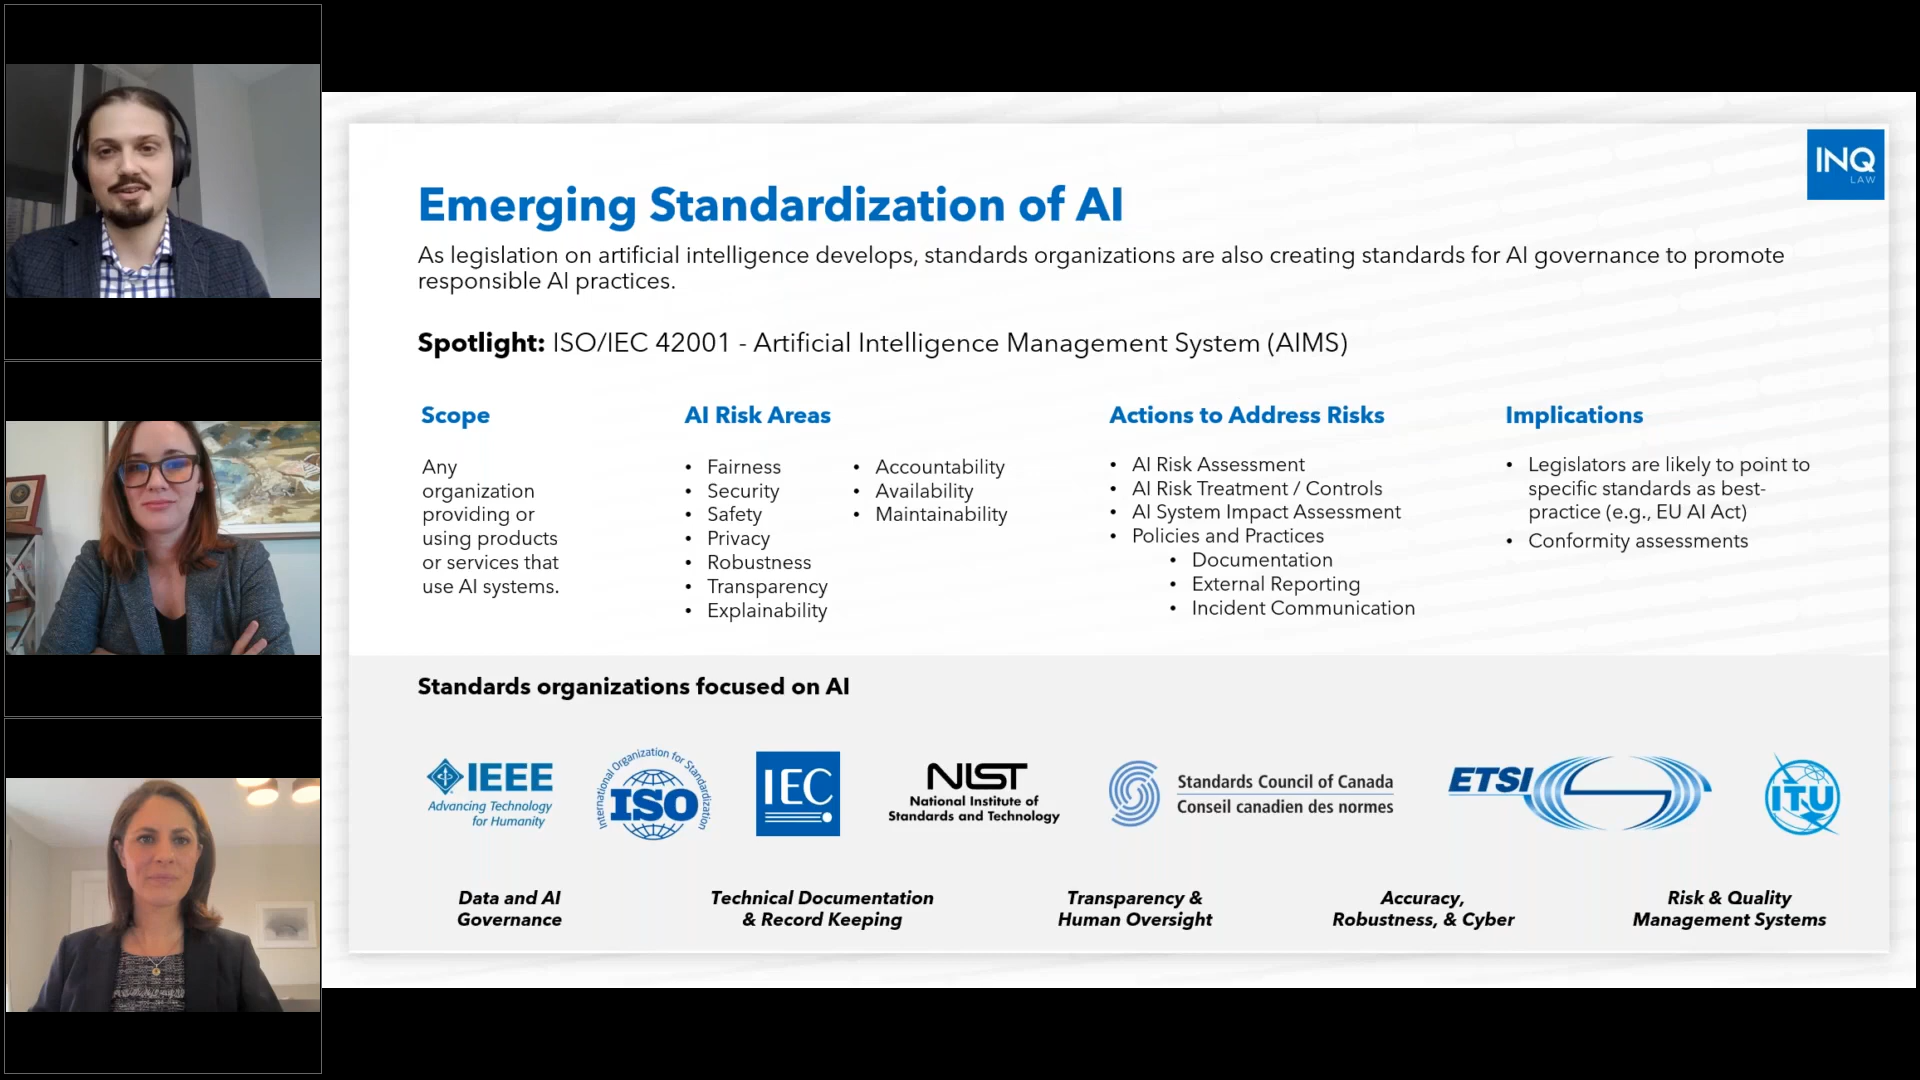 INQ
LAW
Emerging Standardization of AI
As legislation on artificial intelligence develops, standards organizations are also creating standards for AI governance to promote
responsible AI practices.
Spotlight: ISO/IEC 42001 - Artificial Intelligence Management System (AIMS)
Scope
Any
organization
providing or
using products
or services that
use AI systems.
AI Risk Areas
• Fairness
• Security
• Safety
• Privacy
• Robustness
• Transparency
• Explainability
• Accountability
• Availability
• Maintainability
Actions to Address Risks
• AI Risk Assessment
• AI Risk Treatment / Controls
• AI System Impact Assessment
• Policies and Practices
• Documentation
• External Reporting
• Incident Communication
Implications
• Legislators are likely to point to
specific standards as best-
practice (e.g., EU AI Act)
• Conformity assessments
Standards organizations focused on AI
IEEE
Advancing Technology
for Humanity
International Organization for Standardization
ISO
IEC
NIST
National Institute of
Standards and Technology
Standards Council of Canada
Conseil canadien des normes
ETSI
ITU
Data and AI
Governance
Technical Documentation
& Record Keeping
Transparency &
Human Oversight
Accuracy,
Robustness, & Cyber
Risk & Quality
Management Systems